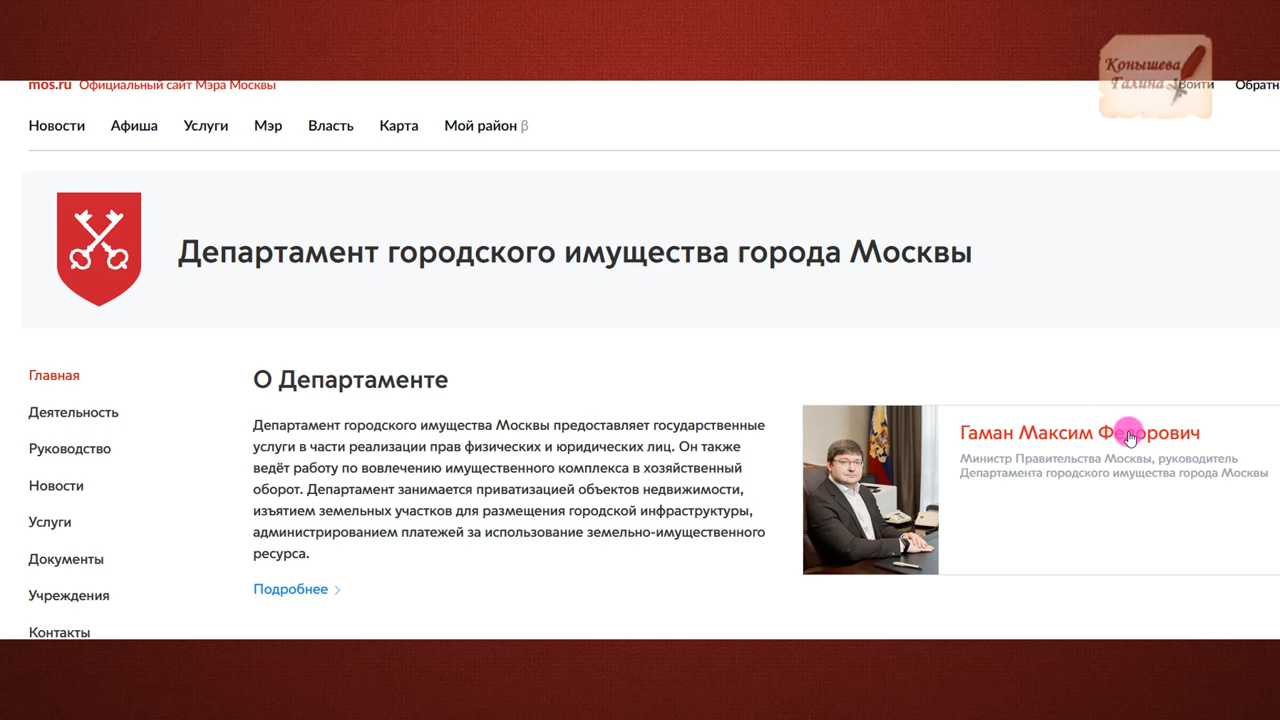 Конышева
Галина
mos.ru Официальный сайт Мэра Москвы
Войти
Обратн
Новости Афиша Услуги Мэр Власть Карта Мой район β
Департамент городского имущества города Москвы
Главная
Деятельность
Руководство
Новости
Услуги
Документы
Учреждения
Контакты
О Департаменте
Департамент городского имущества Москвы предоставляет государственные
услуги в части реализации прав физических и юридических лиц. Он также
ведёт работу по вовлечению имущественного комплекса в хозяйственный
оборот. Департамент занимается приватизацией объектов недвижимости,
изъятием земельных участков для размещения городской инфраструктуры,
администрированием платежей за использование земельно-имущественного
ресурса.
Подробнее
Гаман Максим Федорович
Министр Правительства Москвы, руководитель
Департамента городского имущества города Москвы